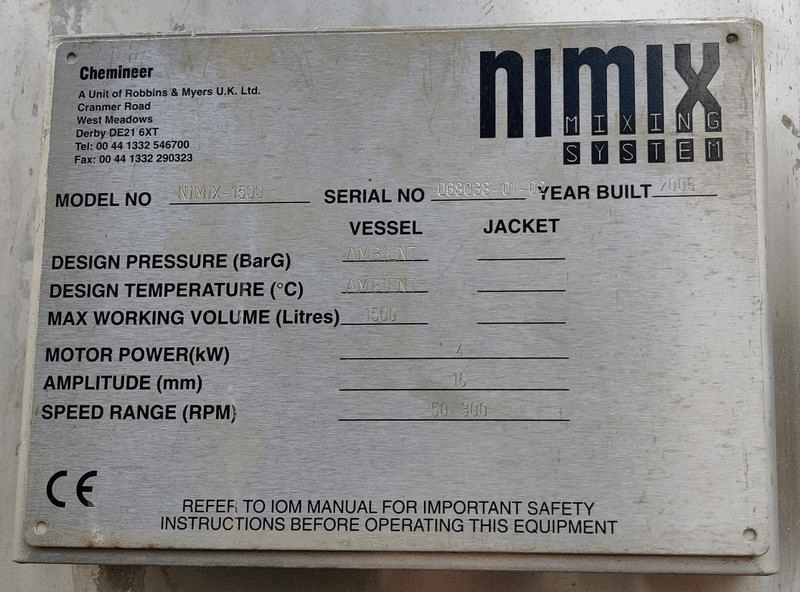 Chemineer
A Unit of Robbins & Myers U.K. Ltd.
Cranmer Road
West Meadows
Derby DE21 6XT
Tel: 00 44 1332 546700
Fax: 00 44 1332 290323
nimix
MIXING
SYSTEM
MODEL NO NIMIX-1500 SERIAL NO YEAR BUILT 2005
VESSEL JACKET
DESIGN PRESSURE (BarG) AMBIENT
DESIGN TEMPERATURE (°C) AMBIENT
MAX WORKING VOLUME (Litres) 1500
MOTOR POWER(kW) 4
AMPLITUDE (mm) 16
SPEED RANGE (RPM) 50-300
CE
REFER TO IOM MANUAL FOR IMPORTANT SAFETY
INSTRUCTIONS BEFORE OPERATING THIS EQUIPMENT